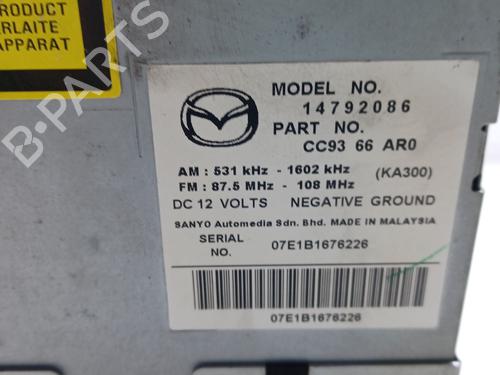 PRODUCT
ERLAITE
APPARAT
B-PARTS
MODEL NO.
14792086
PART NO.
CC93 66 AR0
AM : 531 kHz - 1602 kHz (KA300)
FM : 87.5 MHz - 108 MHz
DC 12 VOLTS NEGATIVE GROUND
SANYO Automedia Sdn. Bhd. MADE IN MALAYSIA
SERIAL NO. 07E1B1676226
07E1B1676226